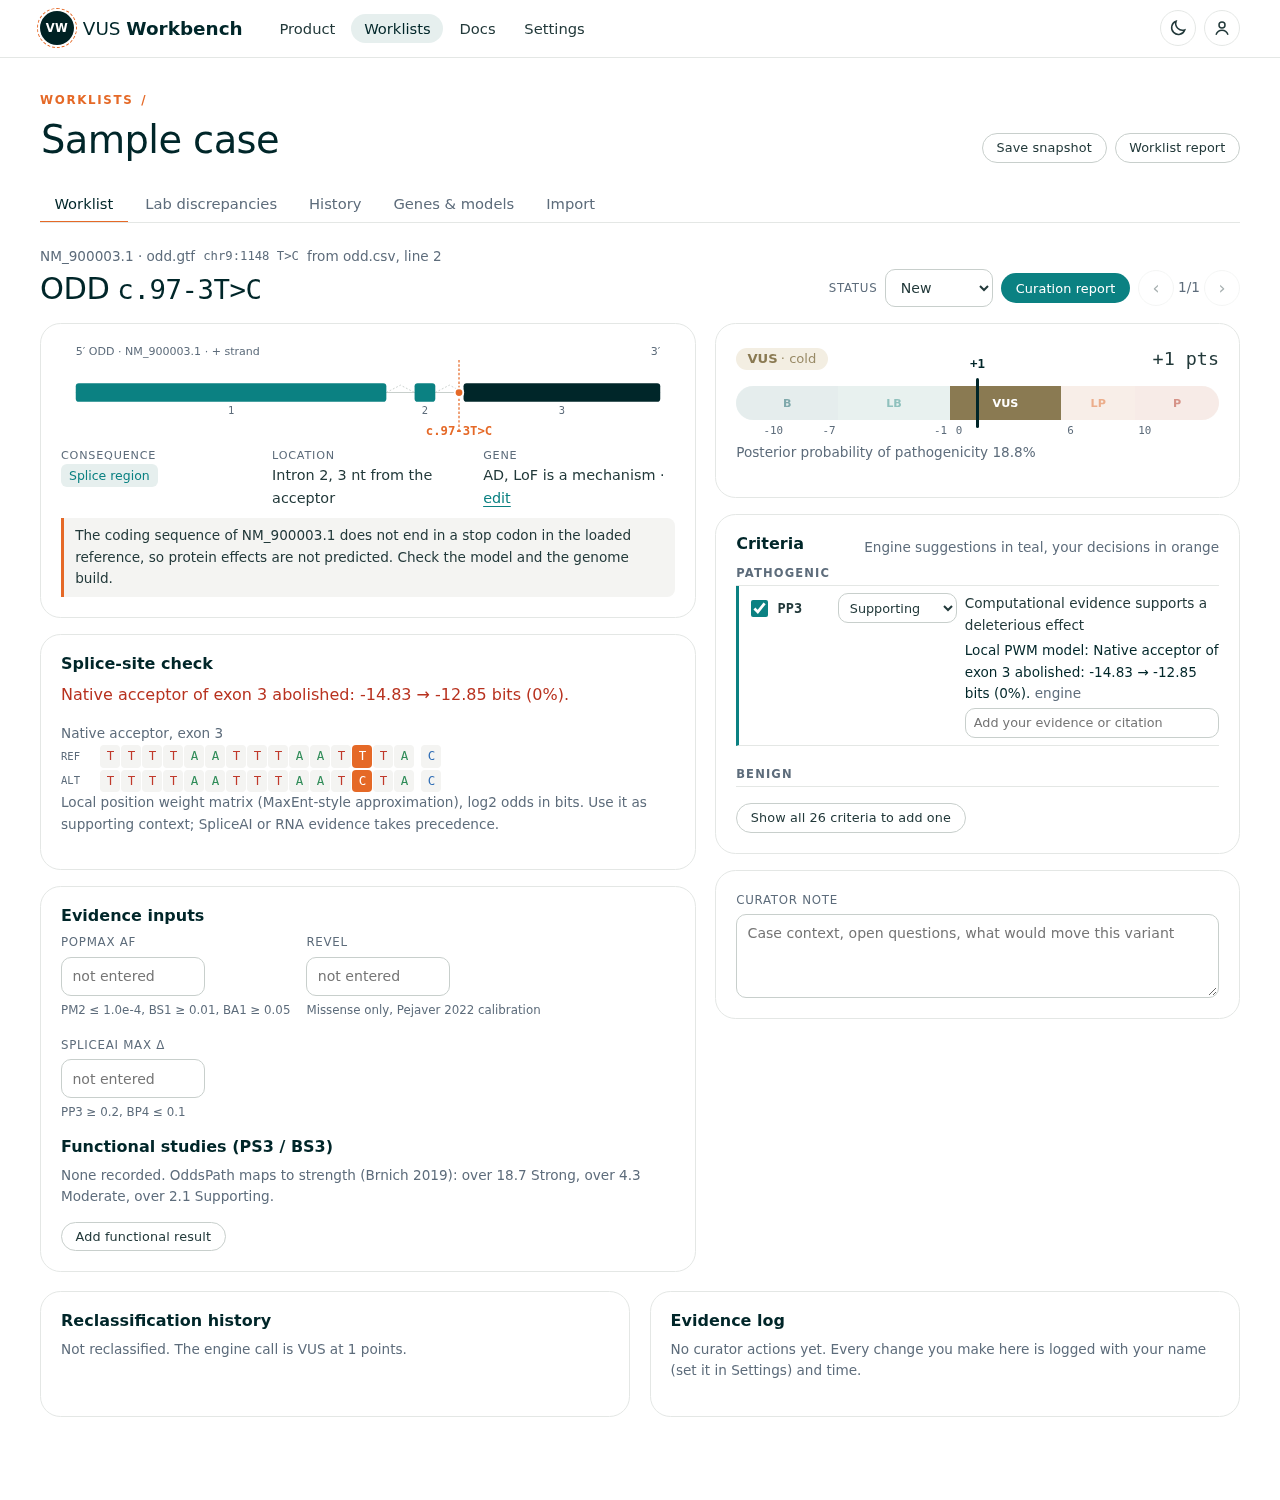 VW VUS Workbench Product Worklists Docs Settings
WORKLISTS /
Sample case
Save snapshot Worklist report
Worklist Lab discrepancies History Genes & models Import
NM_900003.1 · odd.gtf chr9:1148 T>C from odd.csv, line 2
ODD c.97-3T>C
STATUS New Curation report ‹ 1/1 ›
5′ ODD · NM_900003.1 · + strand 3′
1 2 3
c.97-3T>C
CONSEQUENCE
Splice region
LOCATION
Intron 2, 3 nt from the
acceptor
GENE
AD, LoF is a mechanism ·
edit
The coding sequence of NM_900003.1 does not end in a stop codon in the loaded
reference, so protein effects are not predicted. Check the model and the genome
build.
Splice-site check
Native acceptor of exon 3 abolished: -14.83 → -12.85 bits (0%).
Native acceptor, exon 3
REF T T T T A A T T T A A T T T A C
ALT T T T T A A T T T A A T C T A C
Local position weight matrix (MaxEnt-style approximation), log2 odds in bits. Use it as
supporting context; SpliceAI or RNA evidence takes precedence.
Evidence inputs
POPMAX AF
not entered
PM2 ≤ 1.0e-4, BS1 ≥ 0.01, BA1 ≥ 0.05
REVEL
not entered
Missense only, Pejaver 2022 calibration
SPLICEAI MAX Δ
not entered
PP3 ≥ 0.2, BP4 ≤ 0.1
Functional studies (PS3 / BS3)
None recorded. OddsPath maps to strength (Brnich 2019): over 18.7 Strong, over 4.3
Moderate, over 2.1 Supporting.
Add functional result
VUS · cold +1 +1 pts
B LB VUS LP P
-10 -7 -1 0 6 10
Posterior probability of pathogenicity 18.8%
Criteria Engine suggestions in teal, your decisions in orange
PATHOGENIC
PP3 Supporting
Computational evidence supports a
deleterious effect
Local PWM model: Native acceptor of
exon 3 abolished: -14.83 → -12.85
bits (0%). engine
Add your evidence or citation
BENIGN
Show all 26 criteria to add one
CURATOR NOTE
Case context, open questions, what would move this variant
Reclassification history
Not reclassified. The engine call is VUS at 1 points.
Evidence log
No curator actions yet. Every change you make here is logged with your name
(set it in Settings) and time.